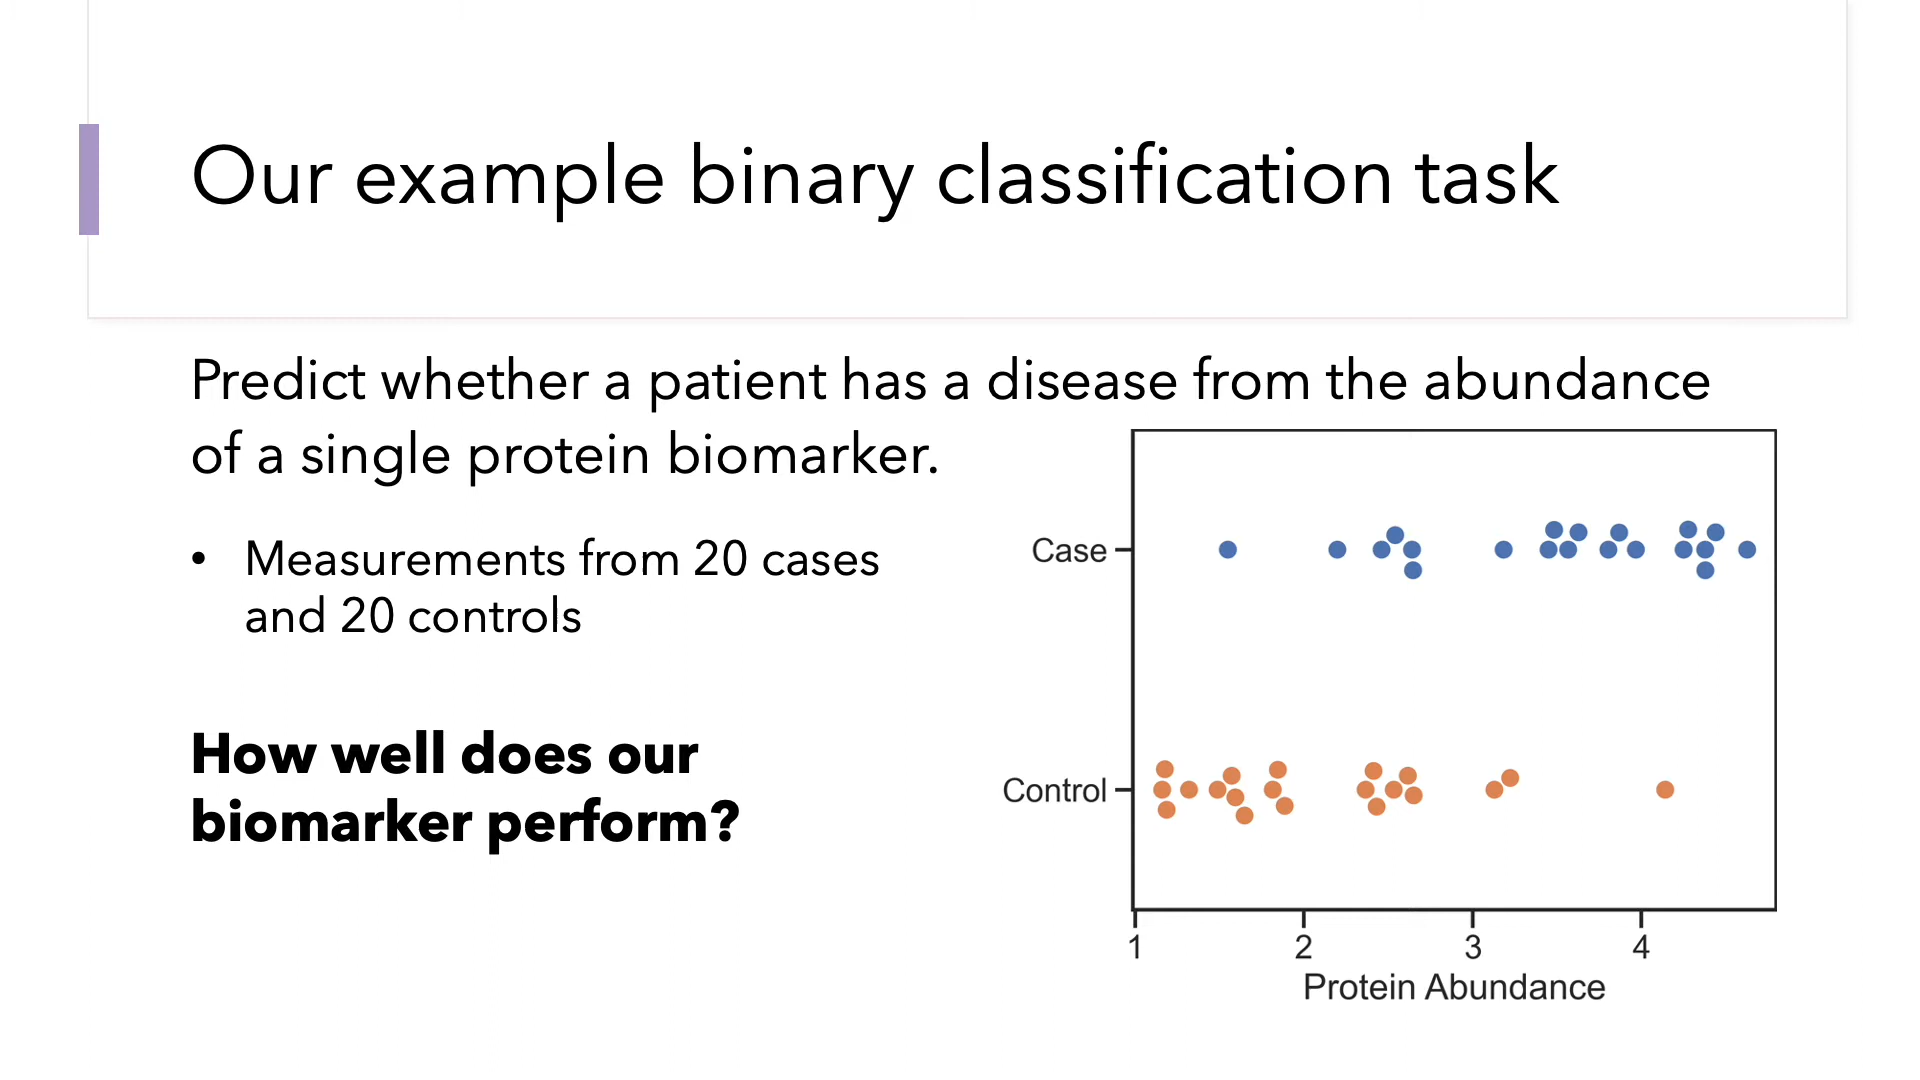 Our example binary classification task
Predict whether a patient has a disease from the abundance
of a single protein biomarker.
• Measurements from 20 cases
and 20 controls
How well does our
biomarker perform?
Case
Control
1 2 3 4
Protein Abundance